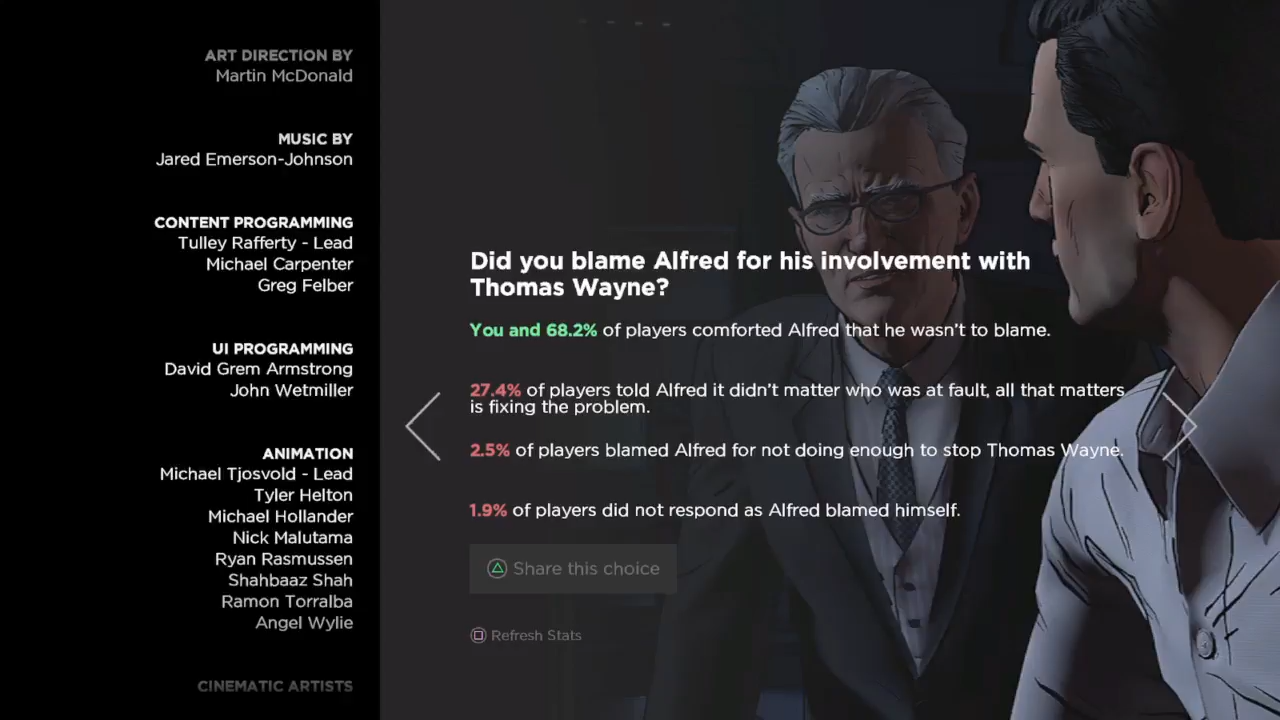 ART DIRECTION BY
Martin McDonald
MUSIC BY
Jared Emerson-Johnson
CONTENT PROGRAMMING
Tulley Rafferty - Lead
Michael Carpenter
Greg Felber
UI PROGRAMMING
David Grem Armstrong
John Wetmiller
ANIMATION
Michael Tjosvold - Lead
Tyler Helton
Michael Hollander
Nick Malutama
Ryan Rasmussen
Shahbaaz Shah
Ramon Torralba
Angel Wylie
CINEMATIC ARTISTS
Did you blame Alfred for his involvement with
Thomas Wayne?
You and 68.2% of players comforted Alfred that he wasn't to blame.
27.4% of players told Alfred it didn't matter who was at fault, all that matters
is fixing the problem.
2.5% of players blamed Alfred for not doing enough to stop Thomas Wayne.
1.9% of players did not respond as Alfred blamed himself.
Share this choice
Refresh Stats